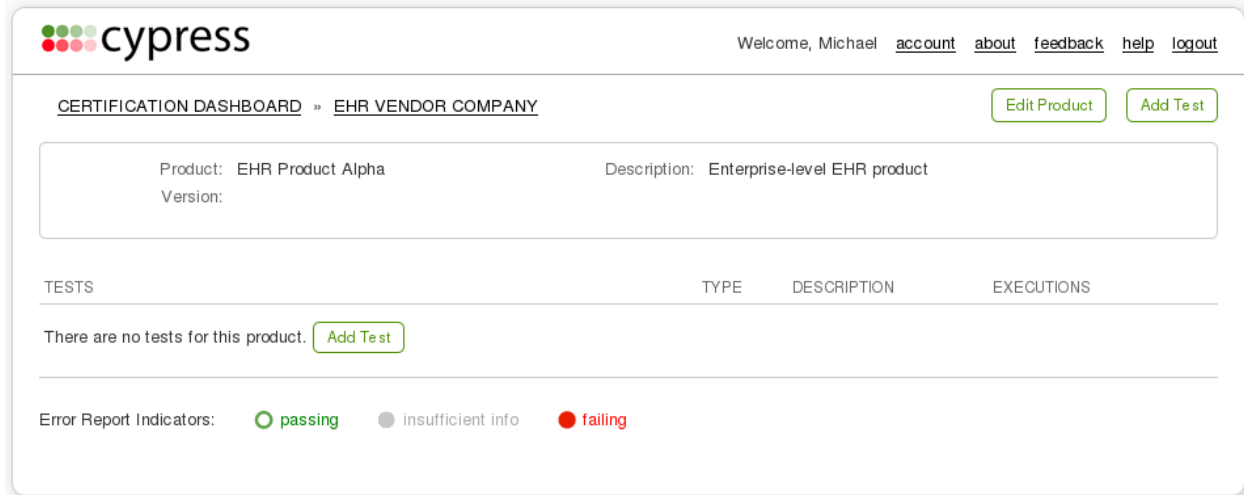 cypress
Welcome, Michael account about feedback help logout
CERTIFICATION DASHBOARD » EHR VENDOR COMPANY Edit Product Add Test
Product: EHR Product Alpha Description: Enterprise-level EHR product
Version:
TESTS TYPE DESCRIPTION EXECUTIONS
There are no tests for this product. Add Test
Error Report Indicators: passing insufficient info failing